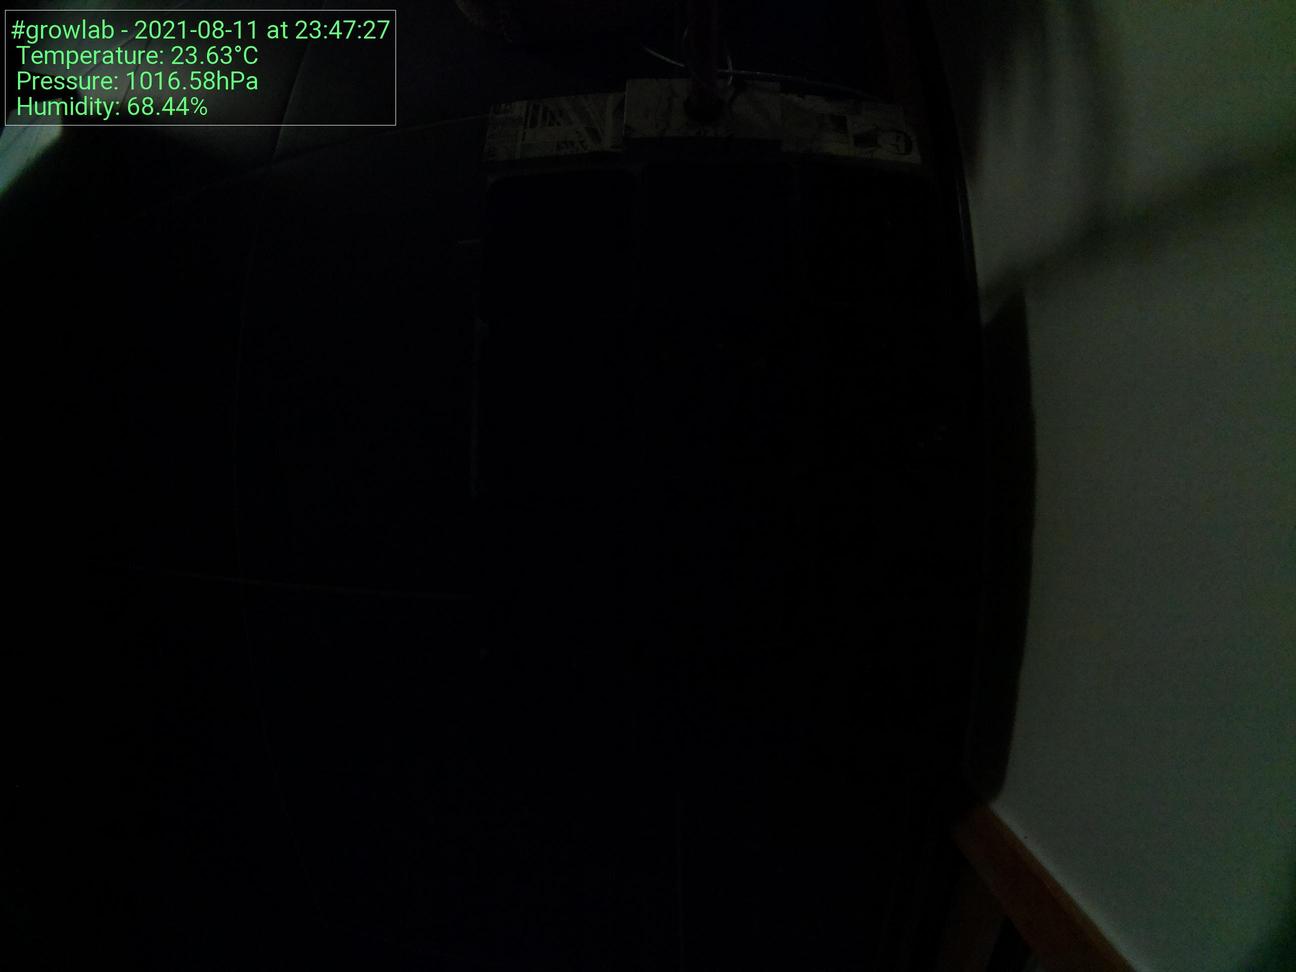 #growlab - 2021-08-11 at 23:47:27
Temperature: 23.63°C
Pressure: 1016.58hPa
Humidity: 68.44%